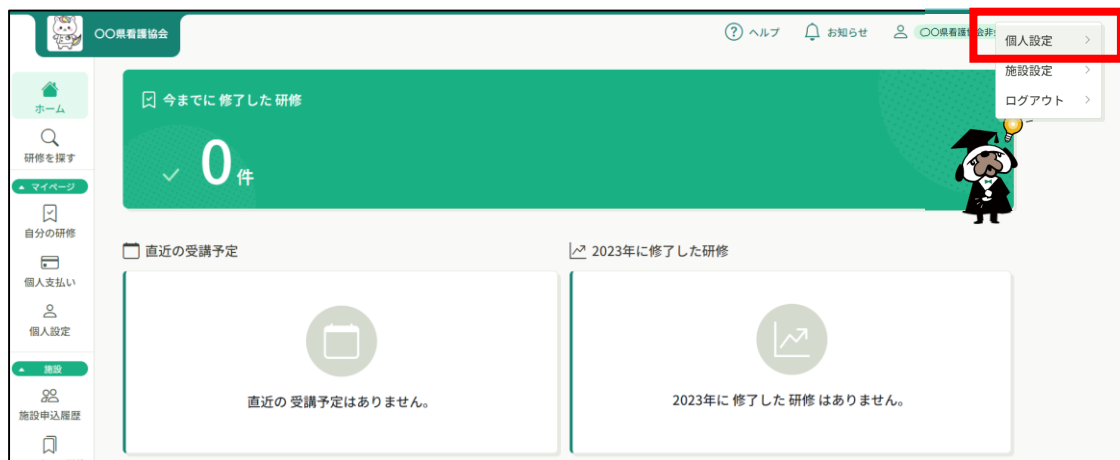 〇〇県看護協会
ヘルプ
お知らせ
〇〇県看護
個人設定
施設設定
ログアウト
ホーム
研修を探す
マイページ
自分の研修
個人支払い
個人設定
施設
施設申込履歴
今までに 修了した 研修
0 件
直近の受講予定
直近の 受講予定はありません。
2023年に修了した研修
2023年に 修了した 研修 はありません。